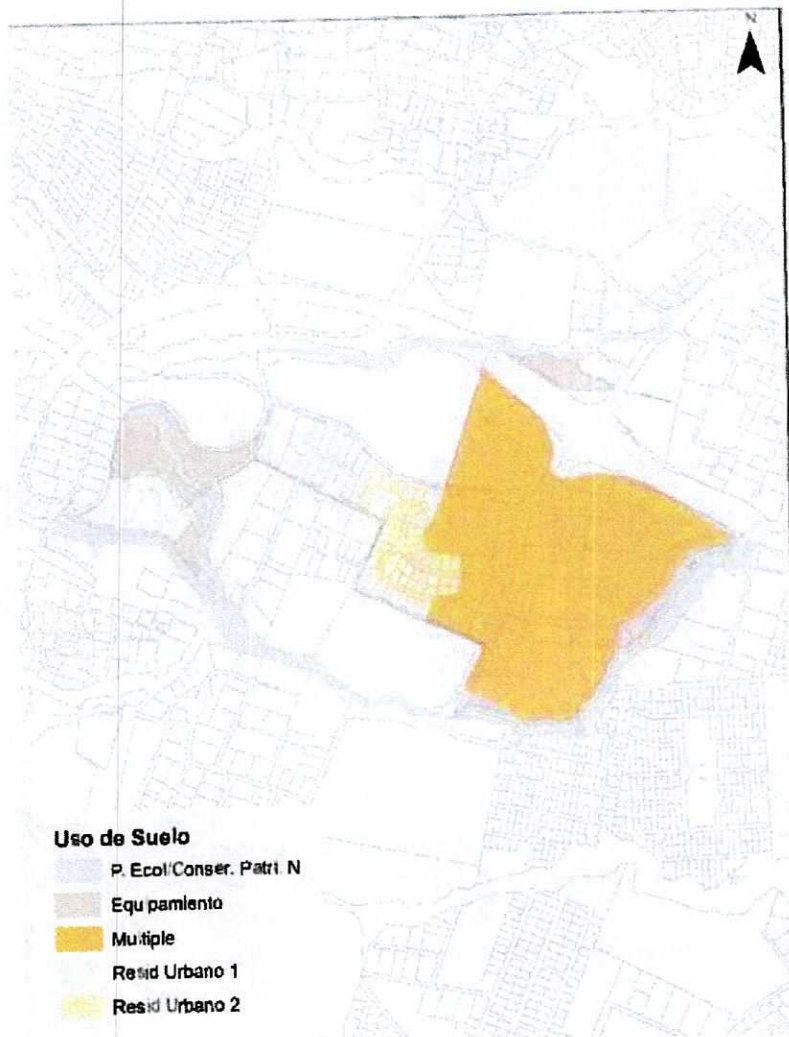 N
Uso de Suelo
P. Ecol/Conser. Patri. N
Equipamiento
Multiple
Resid Urbano 1
Resid Urbano 2